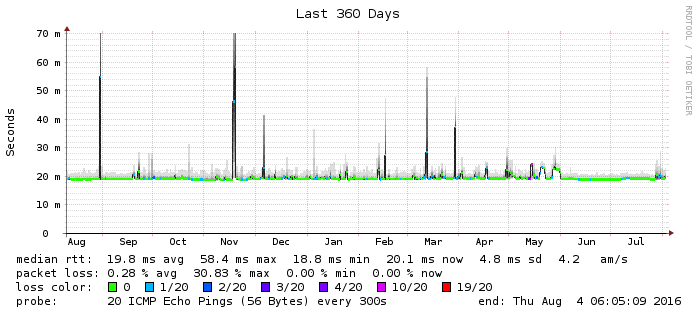 Last 360 Days
RRDTOOL / TOBI OETIKER
Seconds
70 m
60 m
50 m
40 m
30 m
20 m
10 m
0
Aug Sep Oct Nov Dec Jan Feb Mar Apr May Jun Jul
median rtt: 19.8 ms avg 58.4 ms max 18.8 ms min 20.1 ms now 4.8 ms sd 4.2 am/s
packet loss: 0.28 % avg 30.83 % max 0.00 % min 0.00 % now
loss color: 0 1/20 2/20 3/20 4/20 10/20 19/20
probe: 20 ICMP Echo Pings (56 Bytes) every 300s end: Thu Aug 4 06:05:09 2016